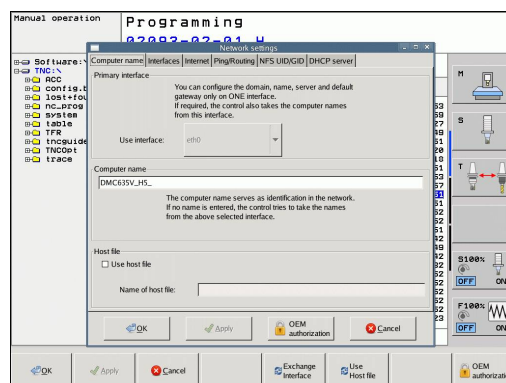 Manual operation
Programming
02083-02-01.H
Network settings
Software:
TNC:\
ACC
lost+fou
nc_prog
system
table
TFR
tncguide
TNCOpt
trace
Computer name Interfaces Internet Ping/Routing NFS UID/GID DHCP server
Primary interface
You can configure the domain, name, server and default
gateway only on ONE interface.
If required, the control also takes the computer names
from this interface.
Use interface: eth0
Computer name
DMC635V_H5_
The computer name serves as identification in the network.
If no name is entered, the control tries to take the names
from the above selected interface.
Host file
Use host file
Name of host file:
OK Apply OEM authorization Cancel
M
S
T
S100%
OFF ON
F100%
OFF ON
OK Apply Cancel Exchange Interface Use Host file OEM